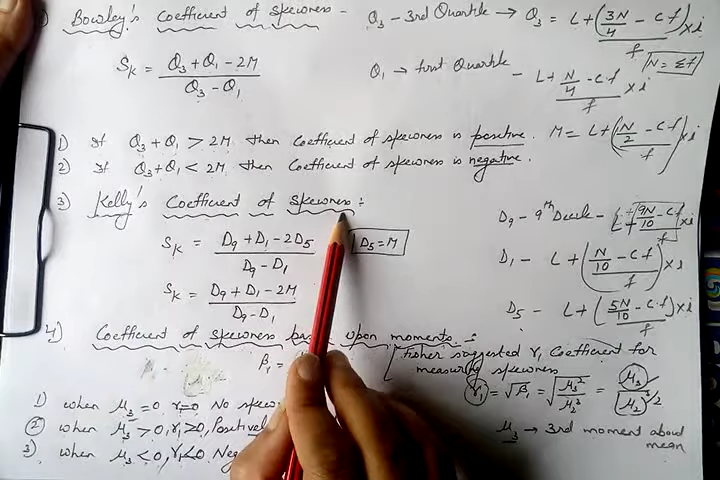 Bowley's Coefficient of skewness - Q3 - 3rd Quartile → Q3 = L + (3N/4 - Cf)/f × i
Sk = (Q3 + Q1 - 2M)/(Q3 - Q1)
Q1 → first Quartile - L + (N/4 - Cf)/f × i
N = Σf
1) If Q3 + Q1 > 2M then Coefficient of skewness is positive. M = L + (N/2 - Cf)/f × i
2) If Q3 + Q1 < 2M then Coefficient of skewness is negative.
3) Kelly's Coefficient of skewness :
Sk = (D9 + D1 - 2D5)/(D9 - D1) D5 = M
Sk = (D9 + D1 - 2M)/(D9 - D1)
D9 - 9th Decile - L + (9N/10 - Cf)/f × i
D1 - L + (N/10 - Cf)/f × i
D5 - L + (5N/10 - C.f)/f × i
4) Coefficient of skewness upon moments :
fisher suggested γ1 Coefficient for
measuring skewness
β1 =
γ1 = √β1 = √(μ3²/μ2³) = μ3/(μ2)^3/2
1) when μ3 = 0, γ=0 No
2) when μ3 > 0, γ1 > 0, 
3) when μ3 < 0, γ1 < 0.
μ3 → 3rd moment about
mean